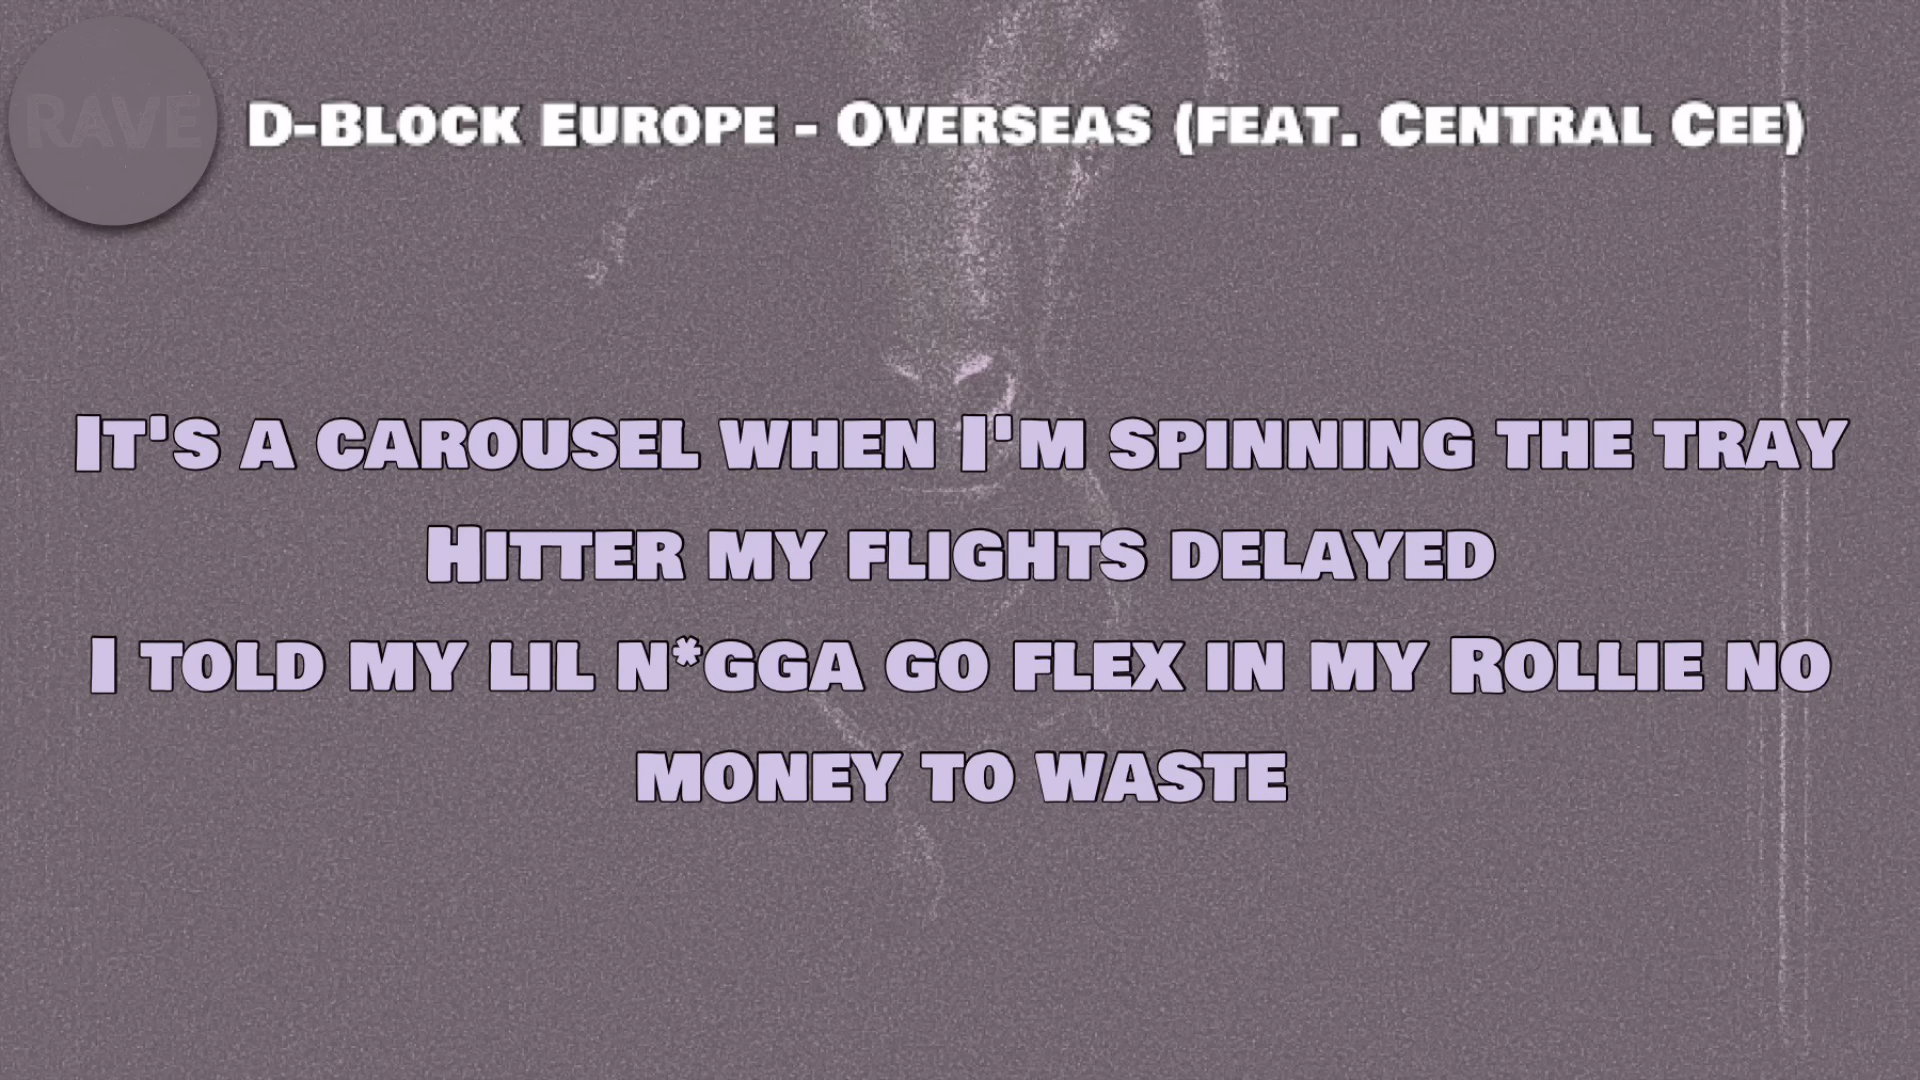 RAVE
D-Block Europe - Overseas (feat. Central Cee)
It's a carousel when I'm spinning the tray
Hitter my flights delayed
I told my lil n*gga go flex in my Rollie no
money to waste